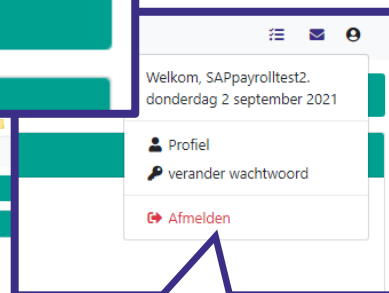 Welkom, SAPpayrolltest2.
donderdag 2 september 2021
Profiel
verander wachtwoord
Afmelden